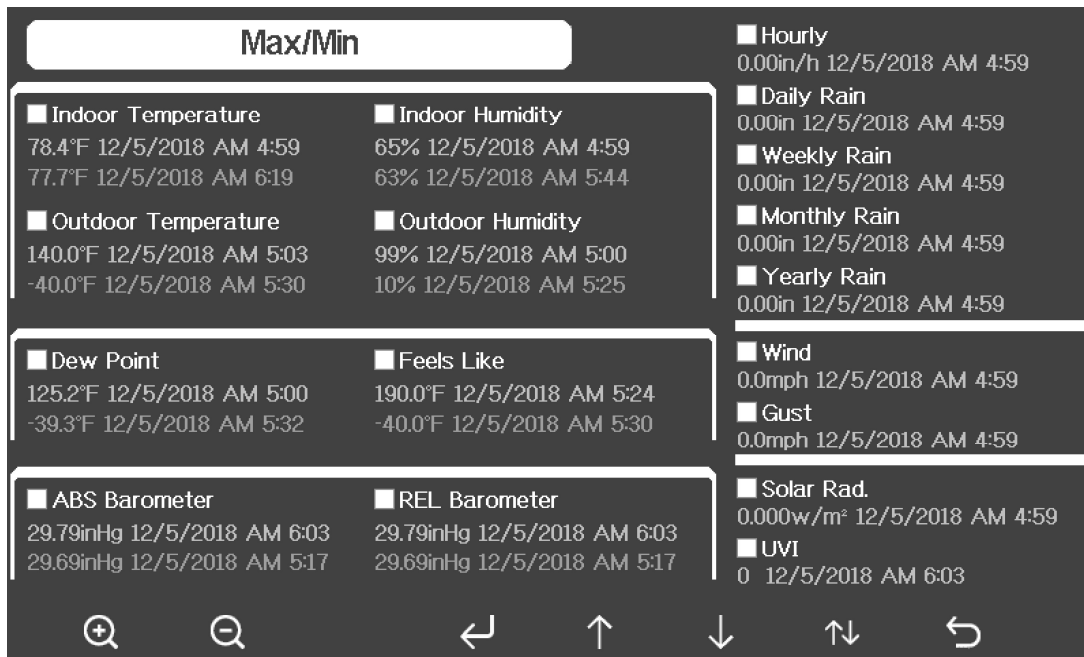 Max/Min
Indoor Temperature
78.4°F 12/5/2018 AM 4:59
77.7°F 12/5/2018 AM 6:19
Indoor Humidity
65% 12/5/2018 AM 4:59
63% 12/5/2018 AM 5:44
Outdoor Temperature
140.0°F 12/5/2018 AM 5:03
-40.0°F 12/5/2018 AM 5:30
Outdoor Humidity
99% 12/5/2018 AM 5:00
10% 12/5/2018 AM 5:25
Dew Point
125.2°F 12/5/2018 AM 5:00
-39.3°F 12/5/2018 AM 5:32
Feels Like
190.0°F 12/5/2018 AM 5:24
-40.0°F 12/5/2018 AM 5:30
ABS Barometer
29.79inHg 12/5/2018 AM 6:03
29.69inHg 12/5/2018 AM 5:17
REL Barometer
29.79inHg 12/5/2018 AM 6:03
29.69inHg 12/5/2018 AM 5:17
Hourly
0.00in/h 12/5/2018 AM 4:59
Daily Rain
0.00in 12/5/2018 AM 4:59
Weekly Rain
0.00in 12/5/2018 AM 4:59
Monthly Rain
0.00in 12/5/2018 AM 4:59
Yearly Rain
0.00in 12/5/2018 AM 4:59
Wind
0.0mph 12/5/2018 AM 4:59
Gust
0.0mph 12/5/2018 AM 4:59
Solar Rad.
0.000w/m² 12/5/2018 AM 4:59
UVI
0 12/5/2018 AM 6:03